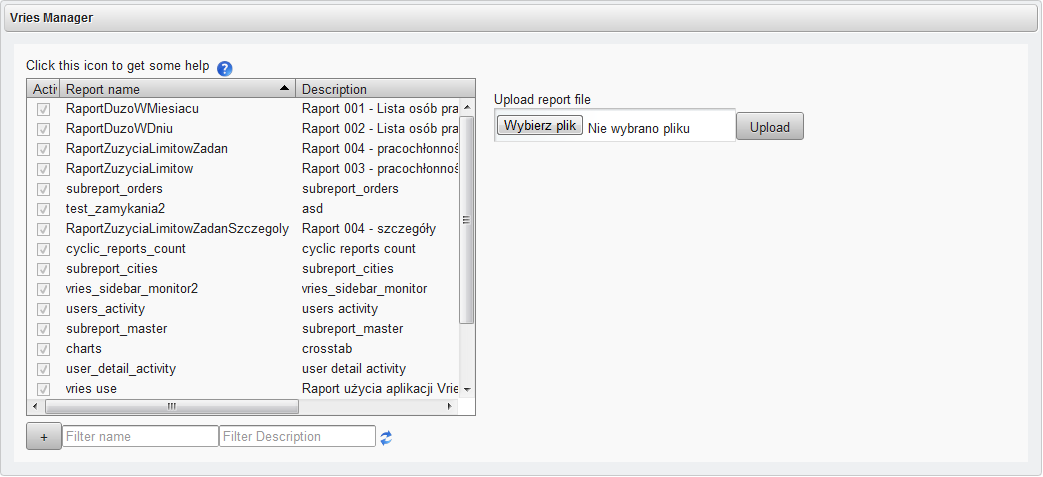 Vries Manager
Click this icon to get some help ?
Activ Report name Description
RaportDuzoWMiesiacu Raport 001 - Lista osób pra
RaportDuzoWDniu Raport 002 - Lista osób pra
RaportZuzyciaLimitowZadan Raport 004 - pracochłonnoś
RaportZuzyciaLimitow Raport 003 - pracochłonnoś
subreport_orders subreport_orders
test_zamykania2 asd
RaportZuzyciaLimitowZadanSzczegoly Raport 004 - szczegóły
cyclic_reports_count cyclic reports count
subreport_cities subreport_cities
vries_sidebar_monitor2 vries_sidebar_monitor
users_activity users activity
subreport_master subreport_master
charts crosstab
user_detail_activity user detail activity
vries use Raport użycia aplikacji Vrie
+ Filter name Filter Description
Upload report file
Wybierz plik Nie wybrano pliku Upload